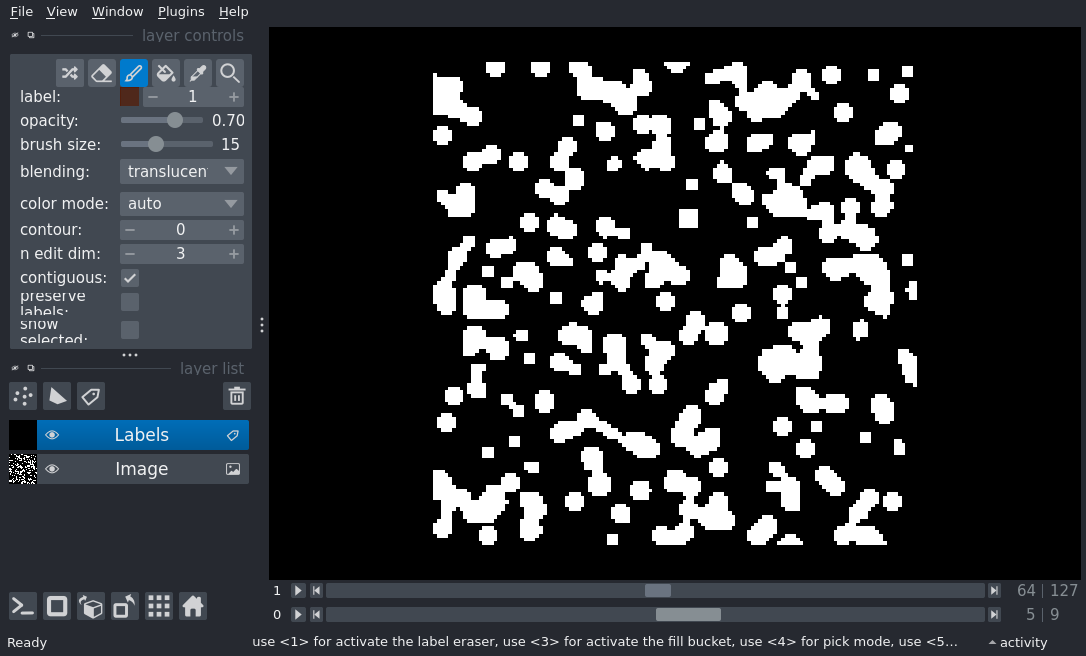 File View Window Plugins Help
layer controls
label: 1
opacity: 0.70
brush size: 15
blending: translucen
color mode: auto
contour: 0
n edit dim: 3
contiguous:
preserve
labels:
show
selected:
layer list
Labels
Image
1 64 127
0 5 9
Ready use <1> for activate the label eraser, use <3> for activate the fill bucket, use <4> for pick mode, use <5... activity